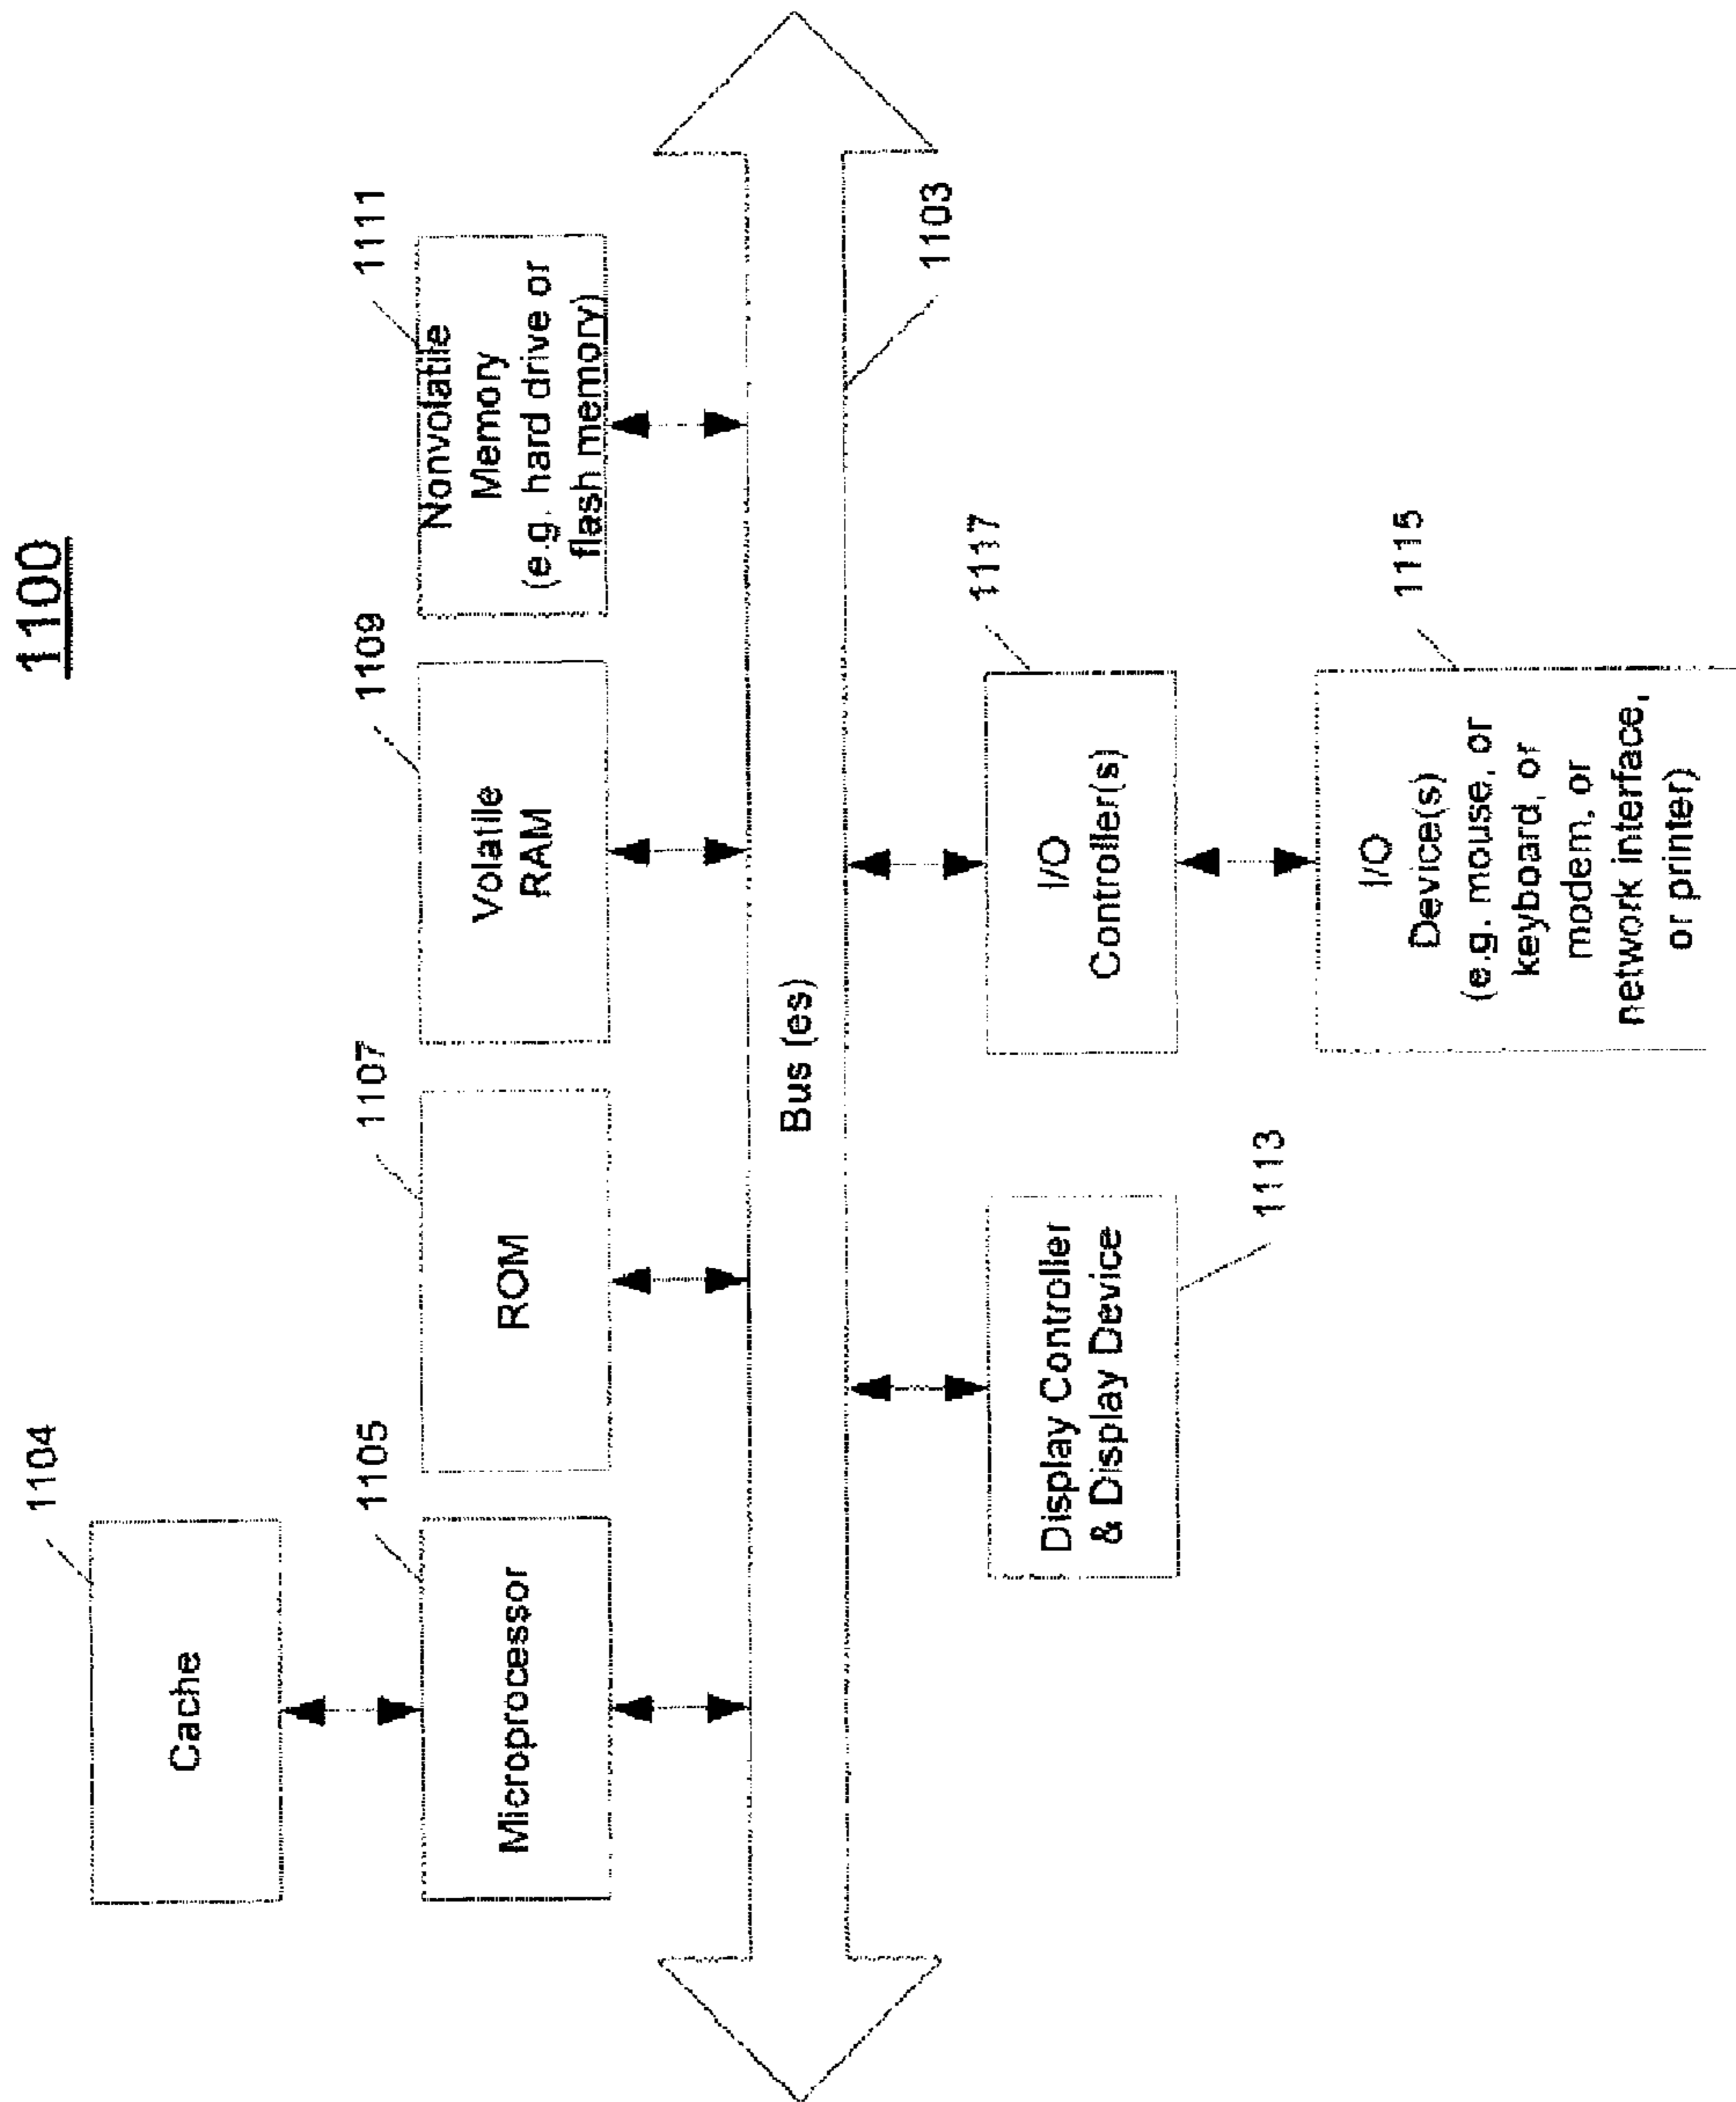 1100
1104
Cache
1105
Microprocessor
1107
ROM
1109
Volatile
RAM
1111
Nonvolatile
Memory
(e.g. hard drive or
flash memory)
Bus (es)
1103
1113
Display Controller
& Display Device
1117
I/O
Controller(s)
1115
I/O
Device(s)
(e.g. mouse, or
keyboard, or
modem, or
network interface,
or printer)